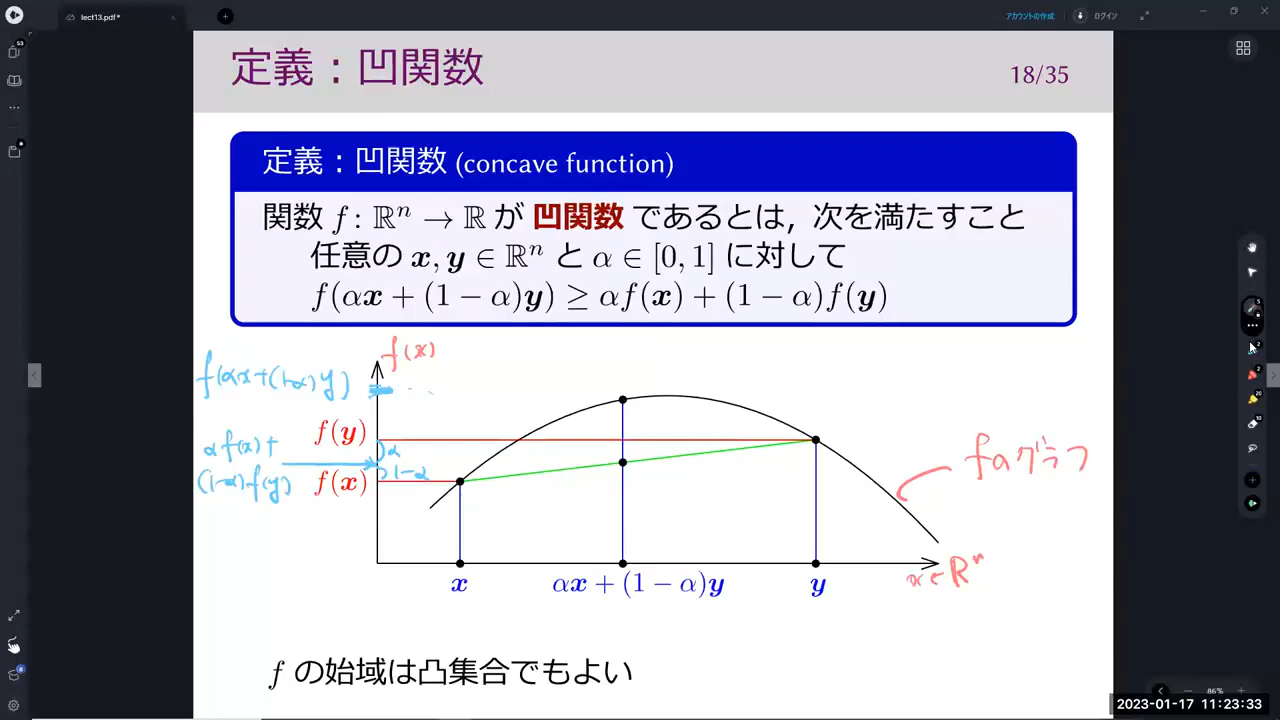 lect13.pdf*
アカウントの作成
ログイン
定義：凹関数
18/35
定義：凹関数 (concave function)
関数 f: ℝⁿ → ℝ が 凹関数 であるとは, 次を満たすこと
任意の x, y ∈ ℝⁿ と α ∈ [0, 1] に対して
f(αx + (1 − α)y) ≥ αf(x) + (1 − α)f(y)
f(x)
f(αx+(1-α)y)
f(y)
αf(x)+
(1-α)f(y)
α
1-α
f(x)
fのグラフ
x
αx + (1 − α)y
y
x∈ℝⁿ
f の始域は凸集合でもよい
86%
2023-01-17 11:23:33